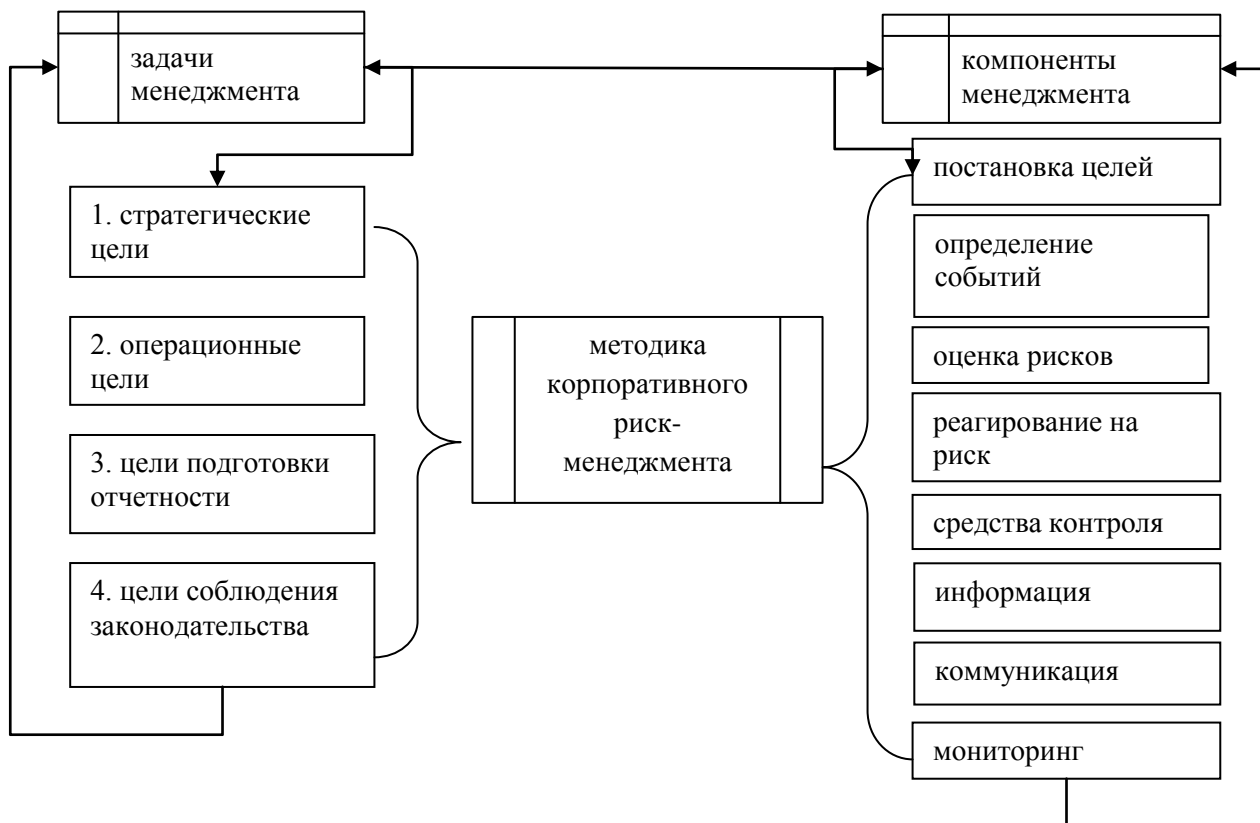 задачи
менеджмента
компоненты
менеджмента
1. стратегические
цели
2. операционные
цели
3. цели подготовки
отчетности
4. цели соблюдения
законодательства
методика
корпоративного
риск-
менеджмента
постановка целей
определение
событий
оценка рисков
реагирование на
риск
средства контроля
информация
коммуникация
мониторинг